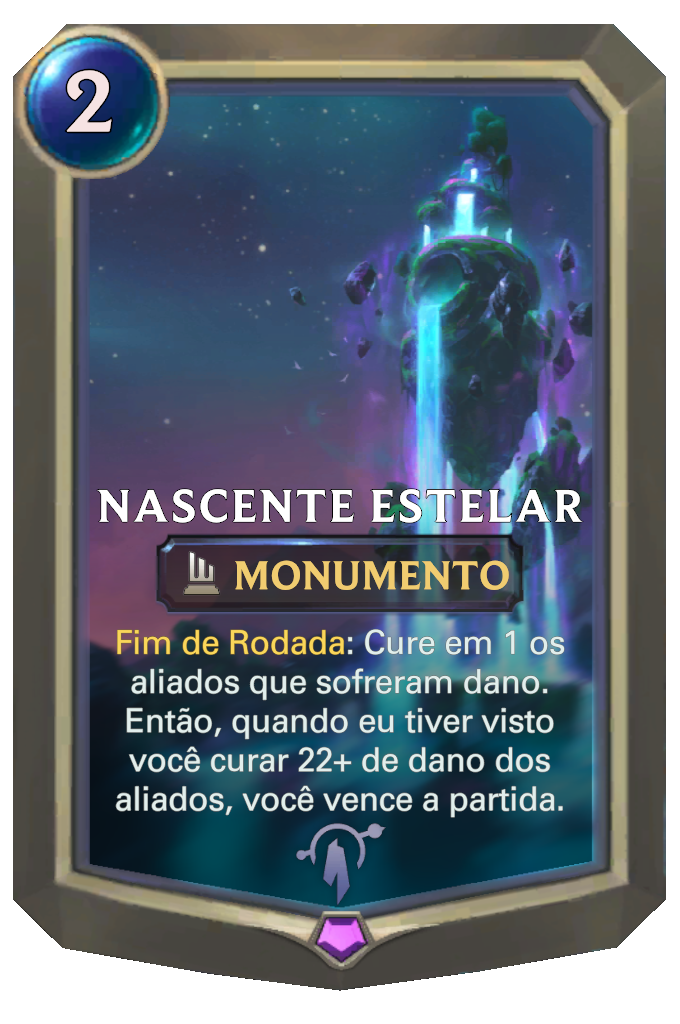 2
NASCENTE ESTELAR
MONUMENTO
Fim de Rodada: Cure em 1 os
aliados que sofreram dano.
Então, quando eu tiver visto
você curar 22+ de dano dos
aliados, você vence a partida.